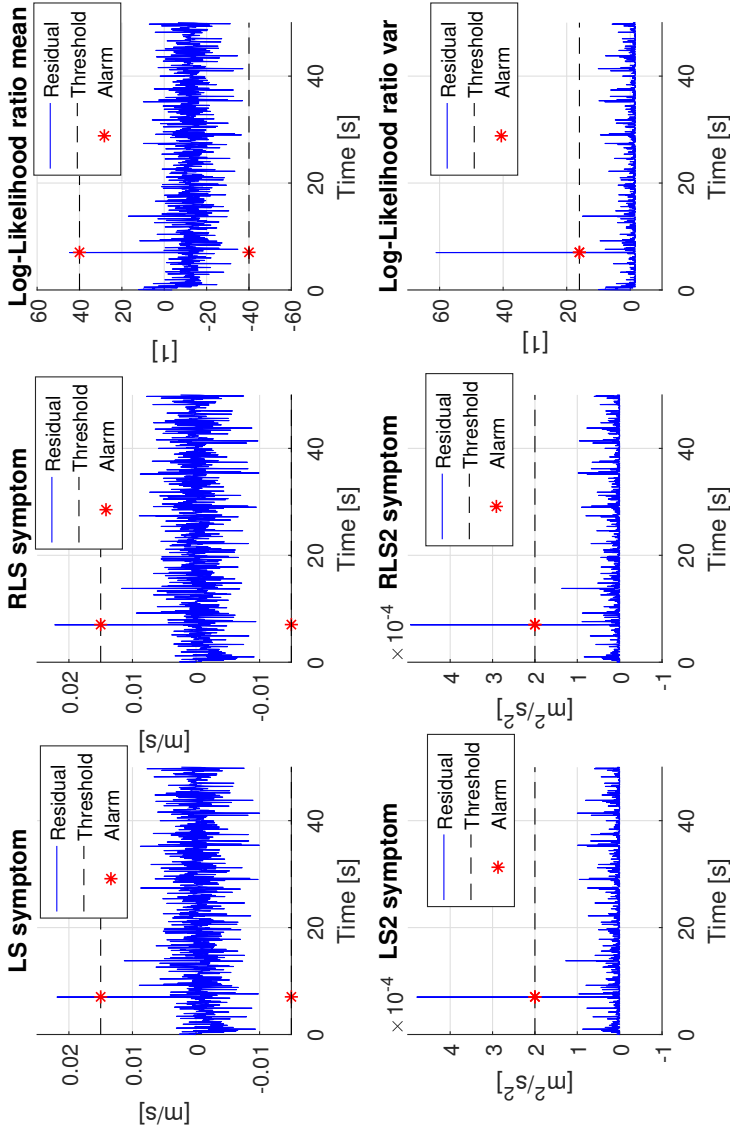 LS symptom
Residual
Threshold
Alarm
0.02
0.01
0
-0.01
[m/s]
0
20
40
Time [s]
RLS symptom
Residual
Threshold
Alarm
0.02
0.01
0
-0.01
[m/s]
0
20
40
Time [s]
Log-Likelihood ratio mean
Residual
Threshold
Alarm
60
40
20
0
-20
-40
-60
[1]
0
20
40
Time [s]
×10⁻⁴
LS2 symptom
Residual
Threshold
Alarm
4
3
2
1
0
-1
[m²/s²]
0
20
40
Time [s]
×10⁻⁴
RLS2 symptom
Residual
Threshold
Alarm
4
3
2
1
0
-1
[m²/s²]
0
20
40
Time [s]
Log-Likelihood ratio var
Residual
Threshold
Alarm
60
40
20
0
[1]
0
20
40
Time [s]